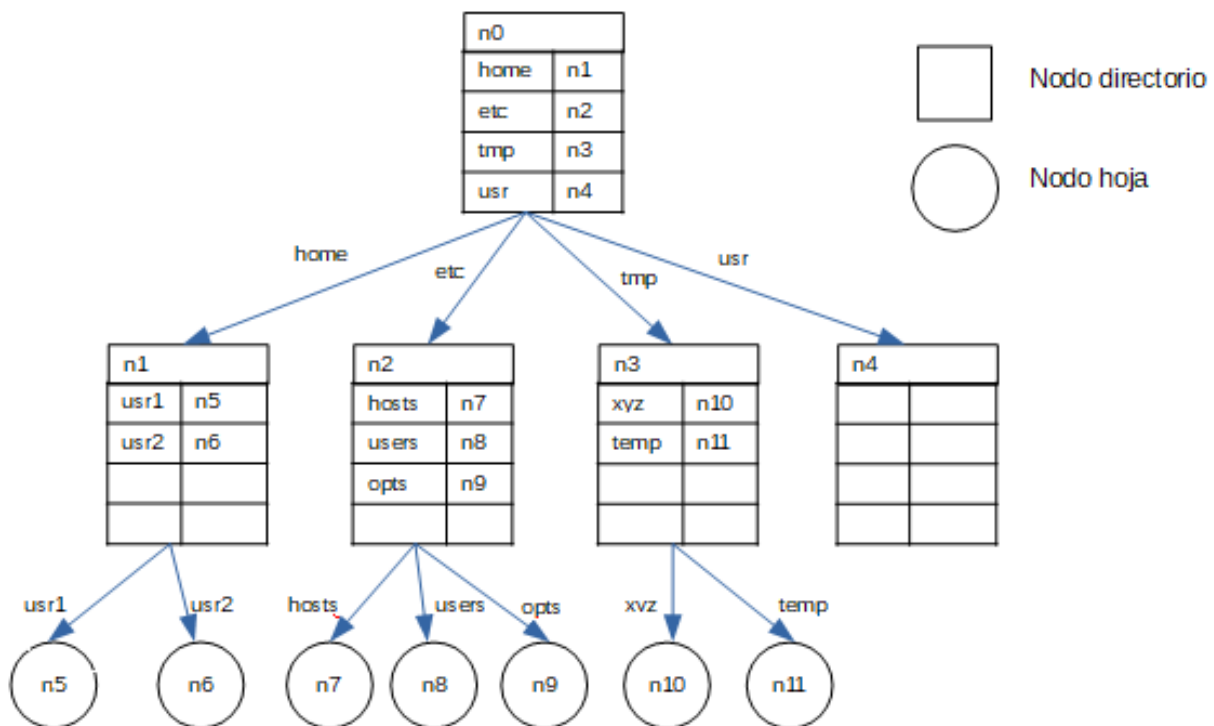 n0
home n1
etc n2
tmp n3
usr n4
Nodo directorio
Nodo hoja
home
etc
tmp
usr
n1
usr1 n5
usr2 n6
n2
hosts n7
users n8
opts n9
n3
xyz n10
temp n11
n4
usr1
usr2
hosts
users
opts
xyz
temp
n5
n6
n7
n8
n9
n10
n11